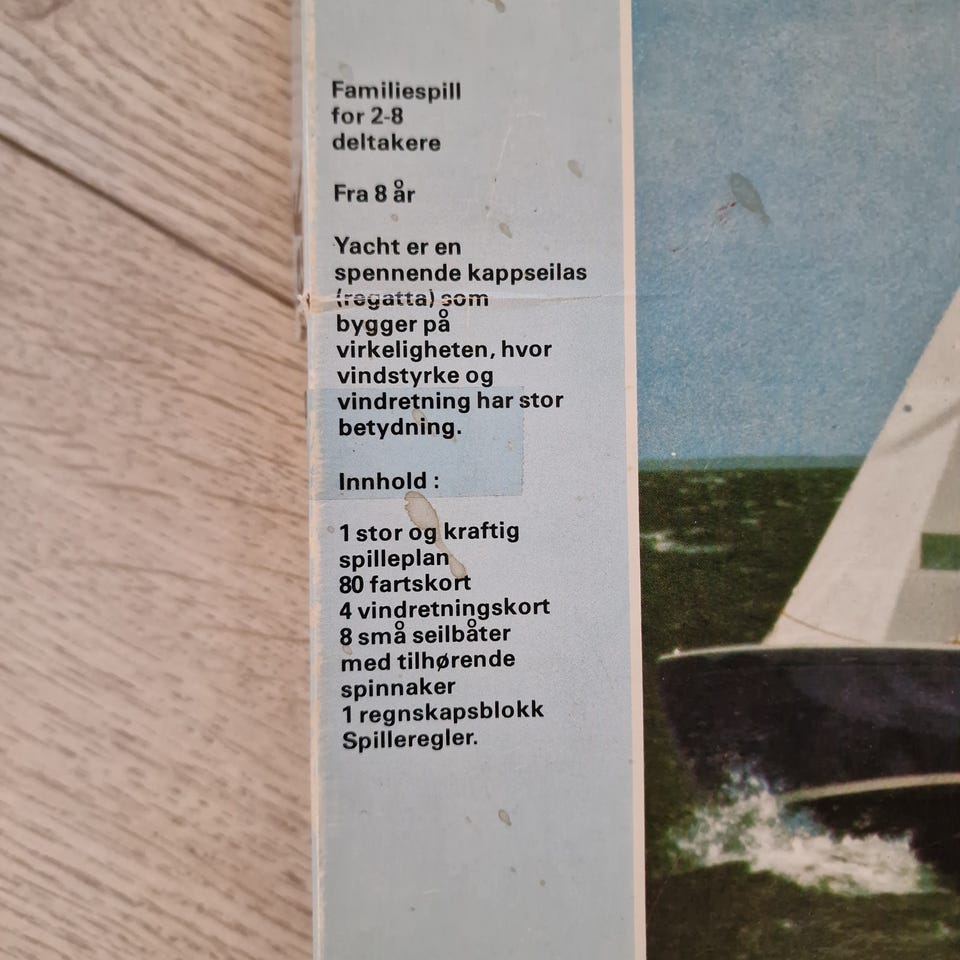 Familiespill
for 2-8
deltakere
Fra 8 år
Yacht er en
spennende kappseilas
(regatta) som
bygger på
virkeligheten, hvor
vindstyrke og
vindretning har stor
betydning.
Innhold :
1 stor og kraftig
spilleplan
80 fartskort
4 vindretningskort
8 små seilbåter
med tilhørende
spinnaker
1 regnskapsblokk
Spilleregler.